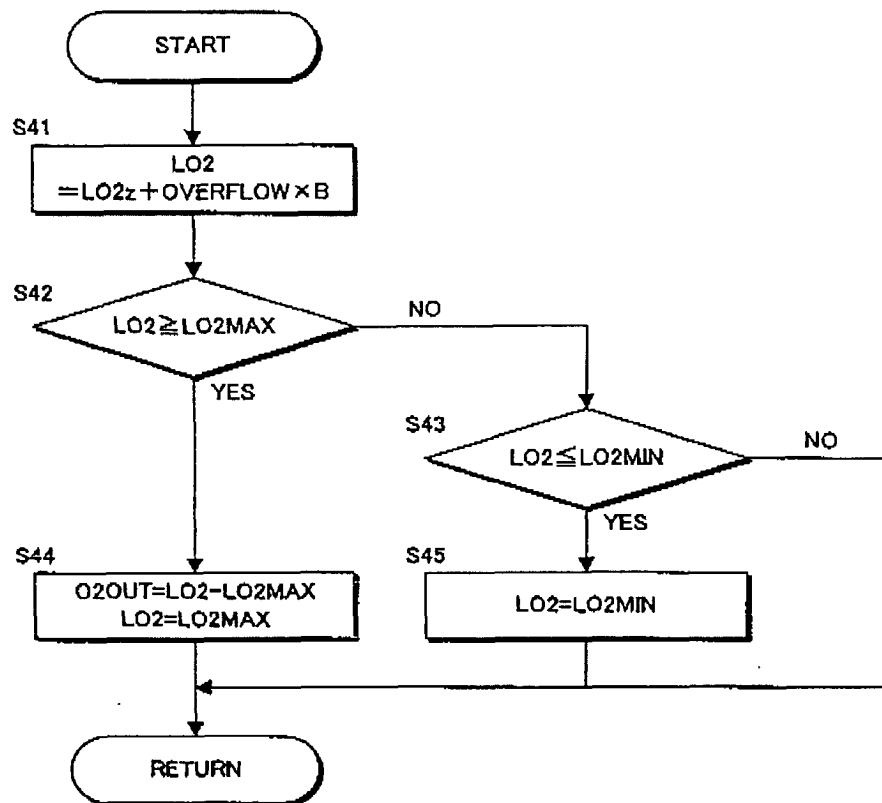 START
S41
LO2
=LO2z+OVERFLOW×B
S42
LO2≧LO2MAX
NO
YES
S43
LO2≦LO2MIN
NO
YES
S44
O2OUT=LO2-LO2MAX
LO2=LO2MAX
S45
LO2=LO2MIN
RETURN